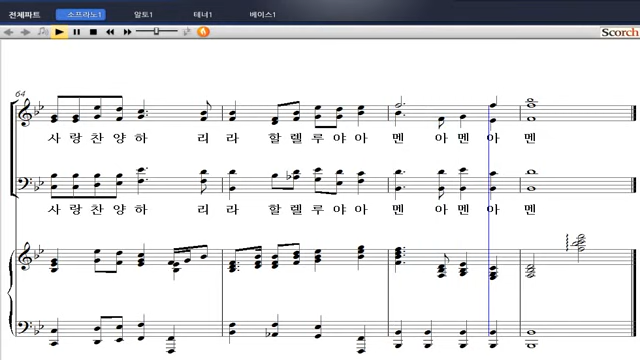 전체파트 소프라노1 알토1 테너1 베이스1
Scorch
64
사 랑 찬 양 하 리 라 할 렐 루 야 아 멘 아 멘 아 멘
사 랑 찬 양 하 리 라 할 렐 루 야 아 멘 아 멘 아 멘